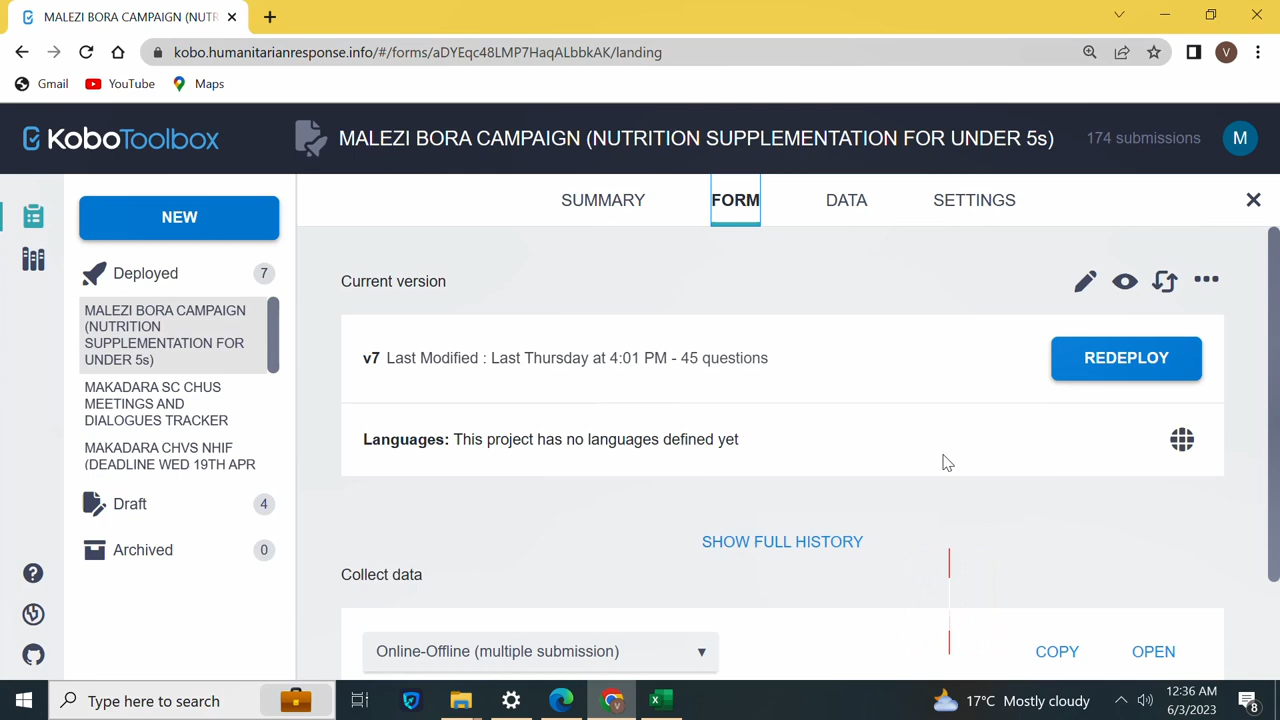 MALEZI BORA CAMPAIGN (NUTR
kobo.humanitarianresponse.info/#/forms/aDYEqc48LMP7HaqALbbkAK/landing
V
Gmail
YouTube
Maps
KoboToolbox
MALEZI BORA CAMPAIGN (NUTRITION SUPPLEMENTATION FOR UNDER 5s)
174 submissions
M
NEW
SUMMARY
FORM
DATA
SETTINGS
Deployed
7
MALEZI BORA CAMPAIGN
(NUTRITION
SUPPLEMENTATION FOR
UNDER 5s)
MAKADARA SC CHUS
MEETINGS AND
DIALOGUES TRACKER
MAKADARA CHVS NHIF
(DEADLINE WED 19TH APR
Draft
4
Archived
0
Current version
v7 Last Modified : Last Thursday at 4:01 PM - 45 questions
REDEPLOY
Languages: This project has no languages defined yet
SHOW FULL HISTORY
Collect data
Online-Offline (multiple submission)
COPY
OPEN
Type here to search
17°C Mostly cloudy
12:36 AM
6/3/2023
8